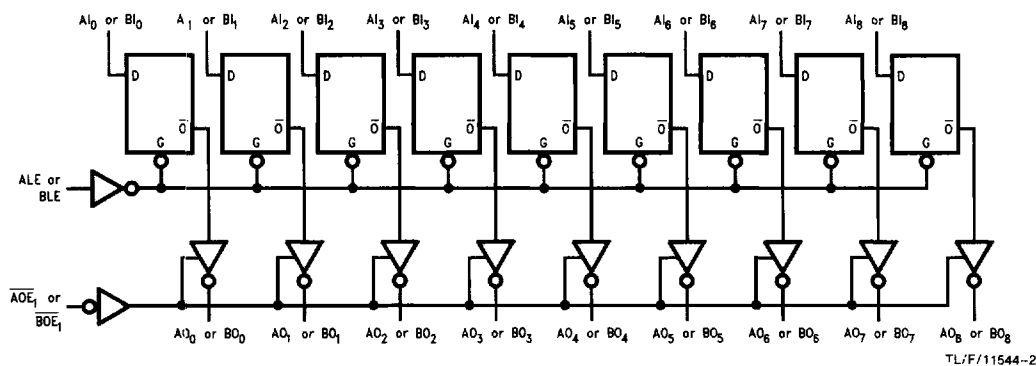 AI₀ or BI₀ A₁ or BI₁ AI₂ or BI₂ AI₃ or BI₃ AI₄ or BI₄ AI₅ or BI₅ AI₆ or BI₆ AI₇ or BI₇ AI₈ or BI₈
D D D D D D D D D
O̅ O̅ O̅ O̅ O̅ O̅ O̅ O̅ O̅
G G G G G G G G G
ALE or
BLE
A̅O̅E̅₁ or
B̅O̅E̅₁
AO₀ or BO₀ AO₁ or BO₁ AO₂ or BO₂ AO₃ or BO₃ AO₄ or BO₄ AO₅ or BO₅ AO₆ or BO₆ AO₇ or BO₇ AO₈ or BO₈
TL/F/11544-2